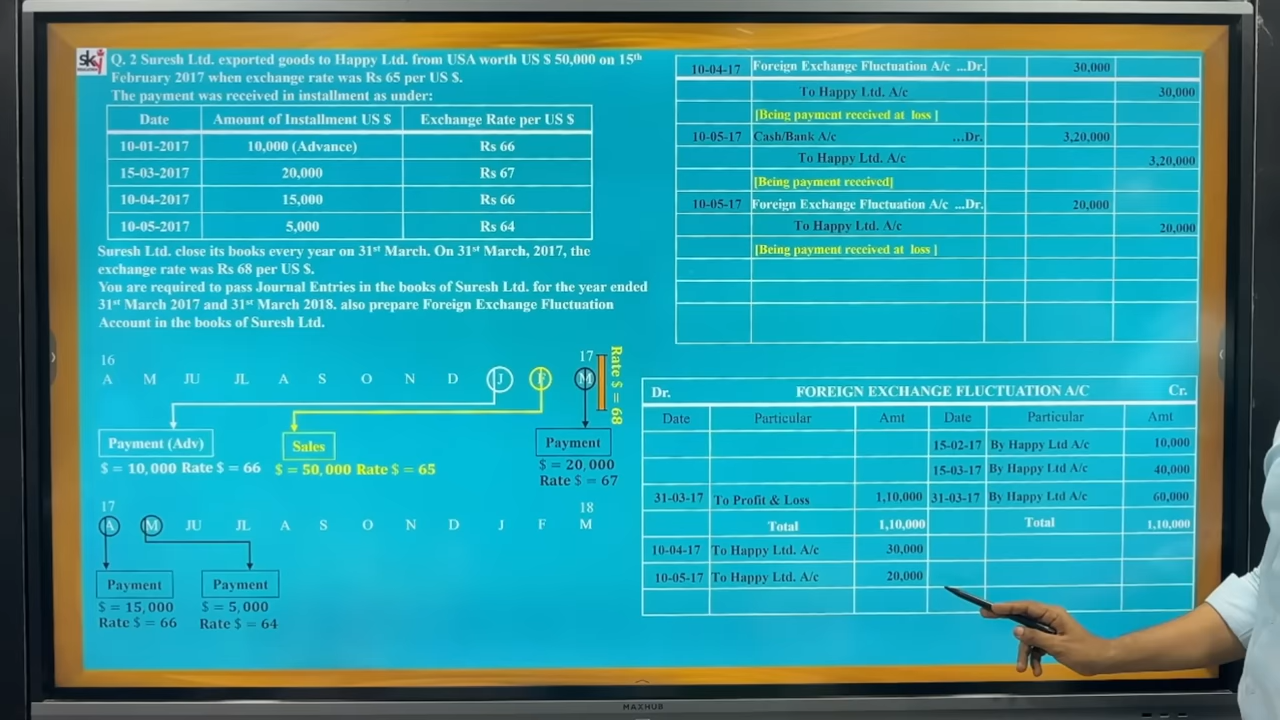 sky
Q. 2 Suresh Ltd. exported goods to Happy Ltd. from USA worth US $ 50,000 on 15th
February 2017 when exchange rate was Rs 65 per US $.
The payment was received in installment as under:
Date Amount of Installment US $ Exchange Rate per US $
10-01-2017 10,000 (Advance) Rs 66
15-03-2017 20,000 Rs 67
10-04-2017 15,000 Rs 66
10-05-2017 5,000 Rs 64
Suresh Ltd. close its books every year on 31st March. On 31st March, 2017, the
exchange rate was Rs 68 per US $.
You are required to pass Journal Entries in the books of Suresh Ltd. for the year ended
31st March 2017 and 31st March 2018. also prepare Foreign Exchange Fluctuation
Account in the books of Suresh Ltd.
16 17
A M JU JL A S O N D J F M
Rate $ = 68
Payment (Adv) Sales Payment
$ = 10,000 Rate $ = 66 $ = 50,000 Rate $ = 65 $ = 20,000
Rate $ = 67
17 18
A M JU JL A S O N D J F M
Payment Payment
$ = 15,000 $ = 5,000
Rate $ = 66 Rate $ = 64
10-04-17 Foreign Exchange Fluctuation A/c ...Dr. 30,000
To Happy Ltd. A/c 30,000
[Being payment received at loss ]
10-05-17 Cash/Bank A/c ...Dr. 3,20,000
To Happy Ltd. A/c 3,20,000
[Being payment received]
10-05-17 Foreign Exchange Fluctuation A/c ...Dr. 20,000
To Happy Ltd. A/c 20,000
[Being payment received at loss ]
Dr. FOREIGN EXCHANGE FLUCTUATION A/C Cr.
Date Particular Amt Date Particular Amt
15-02-17 By Happy Ltd A/c 10,000
15-03-17 By Happy Ltd A/c 40,000
31-03-17 To Profit & Loss 1,10,000 31-03-17 By Happy Ltd A/c 60,000
Total 1,10,000 Total 1,10,000
10-04-17 To Happy Ltd. A/c 30,000
10-05-17 To Happy Ltd. A/c 20,000
MAXHUB